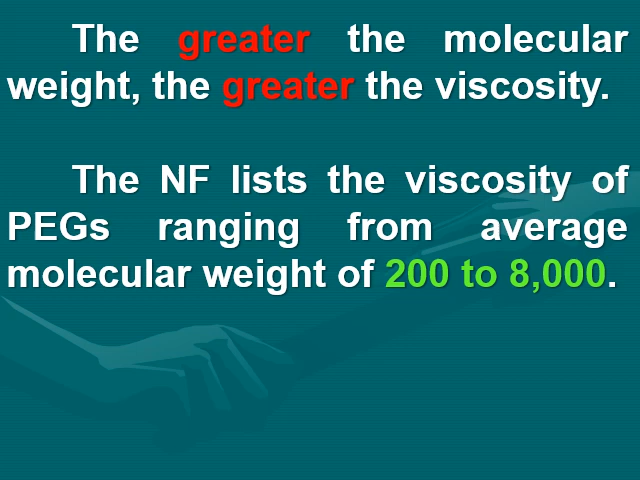 The greater the molecular
weight, the greater the viscosity.
The NF lists the viscosity of
PEGs ranging from average
molecular weight of 200 to 8,000.